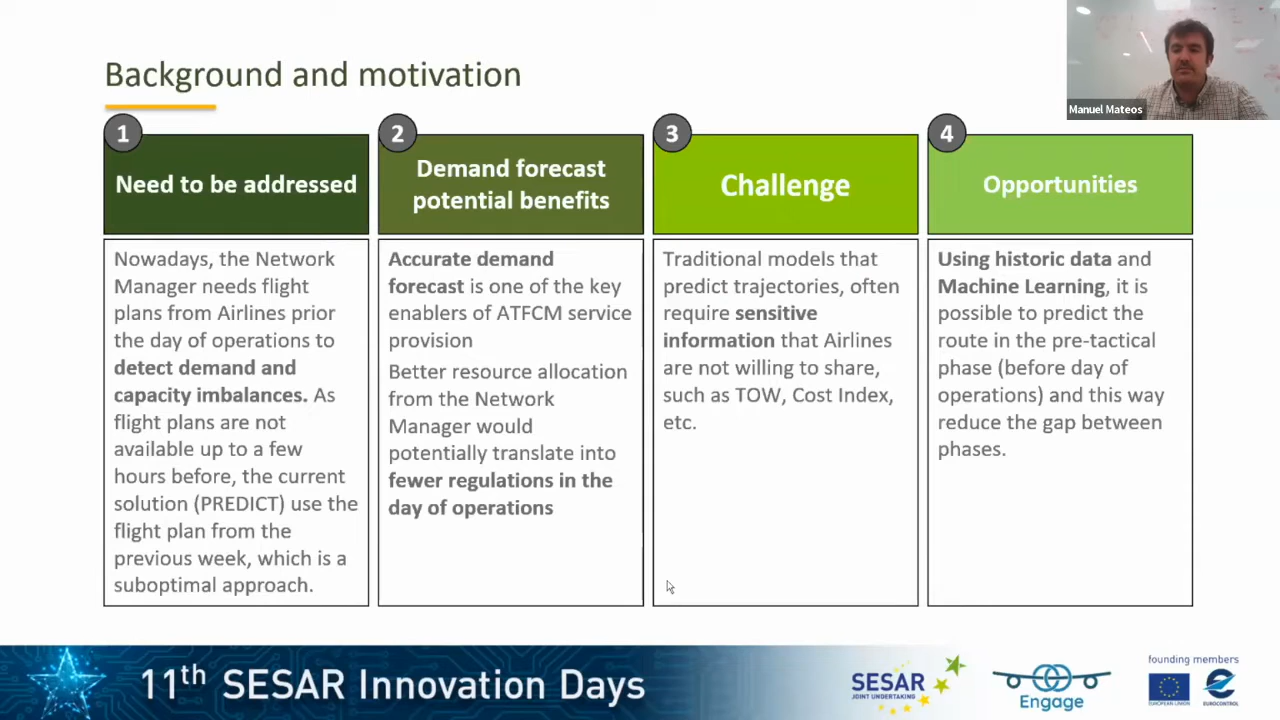 Background and motivation
Manuel Mateos
1
Need to be addressed
Nowadays, the Network
Manager needs flight
plans from Airlines prior
the day of operations to
detect demand and
capacity imbalances. As
flight plans are not
available up to a few
hours before, the current
solution (PREDICT) use the
flight plan from the
previous week, which is a
suboptimal approach.
2
Demand forecast
potential benefits
Accurate demand
forecast is one of the key
enablers of ATFCM service
provision
Better resource allocation
from the Network
Manager would
potentially translate into
fewer regulations in the
day of operations
3
Challenge
Traditional models that
predict trajectories, often
require sensitive
information that Airlines
are not willing to share,
such as TOW, Cost Index,
etc.
4
Opportunities
Using historic data and
Machine Learning, it is
possible to predict the
route in the pre-tactical
phase (before day of
operations) and this way
reduce the gap between
phases.
11th SESAR Innovation Days
SESAR
JOINT UNDERTAKING
Engage
founding members
EUROPEAN UNION
EUROCONTROL